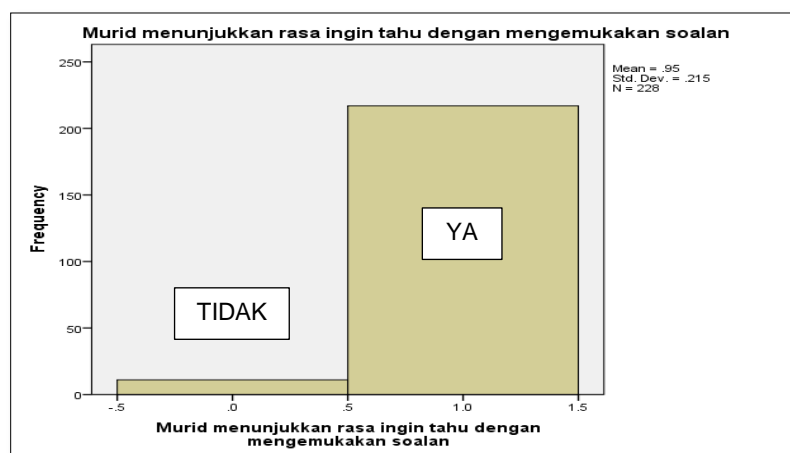 Murid menunjukkan rasa ingin tahu dengan mengemukakan soalan
Mean = .95
Std. Dev. = .215
N = 228
250
200
150
100
50
0
Frequency
TIDAK
YA
-.5
.0
.5
1.0
1.5
Murid menunjukkan rasa ingin tahu dengan
mengemukakan soalan